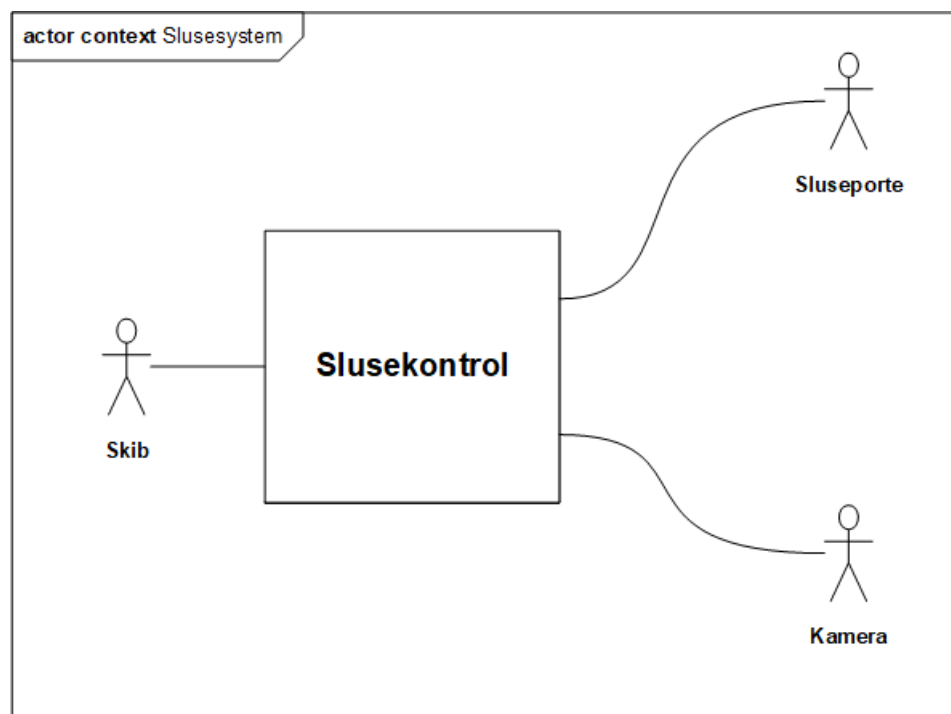 actor context Slusesystem
Sluseporte
Slusekontrol
Skib
Kamera